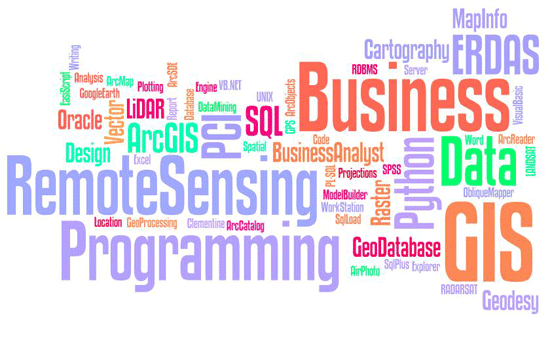 MapInfo
Cartography
ERDAS
RDBMS
Server
EasiScript
Writing
Analysis
ArcMap
GoogleEarth
Plotting
ArcSDE
Engine
VB.NET
Business
VisualBasic
Oracle
Vector
LiDAR
Report
Database
DataMining
UNIX
ArcObjects
GPS
SQL
PCI
ArcGIS
Design
Excel
Spatial
Code
BusinessAnalyst
Python
Data
Word
ArcReader
LANDSAT
RemoteSensing
PL SQL
Projections
SPSS
ModelBuilder
Raster
ObliqueMapper
WorkStation
SqlLoad
Location
GeoProcessing
Clementine
ArcCatalog
Programming
GeoDatabase
GIS
AirPhoto
SqlPlus
Explorer
RADARSAT
Geodesy